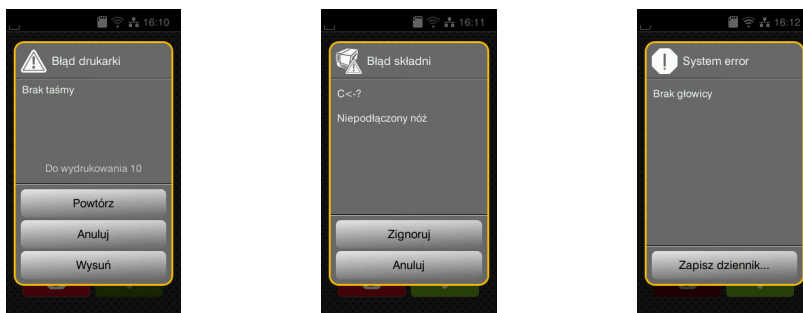 16:10
Błąd drukarki
Brak taśmy
Do wydrukowania 10
Powtórz
Anuluj
Wysuń
16:11
Błąd składni
C<-?
Niepodłączony nóż
Zignoruj
Anuluj
16:12
System error
Brak głowicy
Zapisz dziennik...